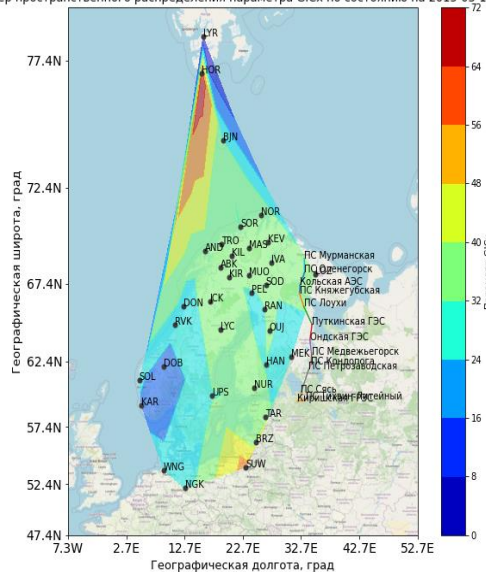 пространственного распределения параметра
по состоянию на
LYR
HOR
BJN
NOR
SOR
TRO
KEV
MAS
AND
KIL
IVA
ПС Мурманская
ABK
ПС Оленегорск
KIR
MUO
SOD
Кольская АЭС
PEL
ПС Княжегубская
JCK
DON
RAN
ПС Лоухи
RVK
LYC
OUJ
Путкинская ГЭС
Ондская ГЭС
MEK
ПС Медвежьегорск
DOB
HAN
ПС Кондопога
ПС Петрозаводская
SOL
NUR
UPS
ПС Сясь
KAR
TAR
BRZ
WNG
SUW
NGK
77.4N
72.4N
67.4N
62.4N
57.4N
52.4N
47.4N
7.3W 2.7E 12.7E 22.7E 32.7E 42.7E 52.7E
Географическая широта, град
Географическая долгота, град
72
64
56
48
40
32
24
16
8
0